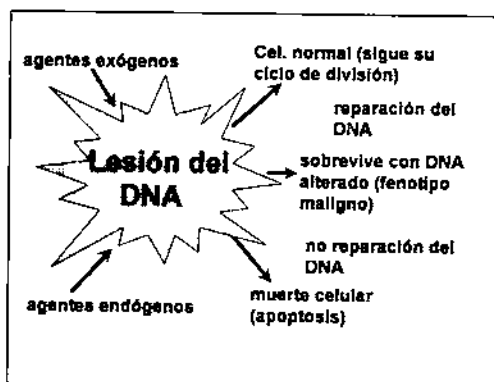 agentes exógenos
Cel. normal (sigue su
ciclo de división)
reparación del
DNA
Lesión del
DNA
sobrevive con DNA
alterado (fenotipo
maligno)
no reparación del
DNA
agentes endógenos
muerte celular
(apoptosis)